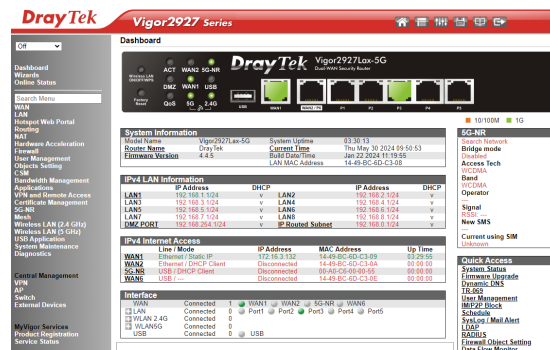 DrayTek
Vigor2927 Series
Off
Dashboard
Wizards
Online Status
Search Menu
WAN
LAN
Hotspot Web Portal
Routing
NAT
Hardware Acceleration
Firewall
User Management
Objects Setting
CSM
Bandwidth Management
Applications
VPN and Remote Access
Certificate Management
5G-NR
Mesh
Wireless LAN (2.4 GHz)
Wireless LAN (5 GHz)
USB Application
System Maintenance
Diagnostics
Central Management
VPN
AP
Switch
External Devices
MyVigor Services
Product Registration
Service Status
Dashboard
DrayTek Vigor2927Lax-5G
Dual-WAN Security Router
Wireless LAN
ON/OFF/WPS
ACT WAN2 5G-NR
DMZ WAN1 USB
Factory
Reset
QoS 5G 2.4G
USB WAN1 WAN2 / P6 P1 P2 P3 P4 P5
10/100M 1G
System Information
Model Name Vigor2927Lax-5G System Uptime 03:30:13
Router Name DrayTek Current Time Thu May 30 2024 09:50:53
Firmware Version 4.4.5 Build Date/Time Jan 22 2024 11:19:55
LAN MAC Address 14-49-BC-6D-C3-08
IPv4 LAN Information
IP Address DHCP IP Address DHCP
LAN1 192.168.1.1/24 v LAN2 192.168.2.1/24 v
LAN3 192.168.3.1/24 v LAN4 192.168.4.1/24 v
LAN5 192.168.5.1/24 v LAN6 192.168.6.1/24 v
LAN7 192.168.7.1/24 v LAN8 192.168.8.1/24 v
DMZ PORT 192.168.254.1/24 v IP Routed Subnet 192.168.0.1/24 v
IPv4 Internet Access
Line / Mode IP Address MAC Address Up Time
WAN1 Ethernet / Static IP 172.16.3.132 14-49-BC-6D-C3-09 03:29:55
WAN2 Ethernet / DHCP Client Disconnected 14-49-BC-6D-C3-0A 00:00:00
5G-NR USB / DHCP Client Disconnected 00-A0-C6-00-00-55 00:00:00
WAN6 USB / --- Disconnected 14-49-BC-6D-C3-0E 00:00:00
Interface
WAN Connected 1 WAN1 WAN2 5G-NR WAN6
LAN Connected 0 Port1 Port2 Port3 Port4 Port5
WLAN 2.4G Connected 0
WLAN5G Connected 0
USB Connected 0 USB
5G-NR
Search Network
Bridge mode
Disabled
Access Tech
WCDMA
Band
WCDMA
Operator
---
Signal
RSSI: ---
New SMS
---
Current using SIM
Unknown
Quick Access
System Status
Firmware Upgrade
Dynamic DNS
TR-069
User Management
IM/P2P Block
Schedule
SysLog / Mail Alert
LDAP
RADIUS
Firewall Object Setting
Data Flow Monitor